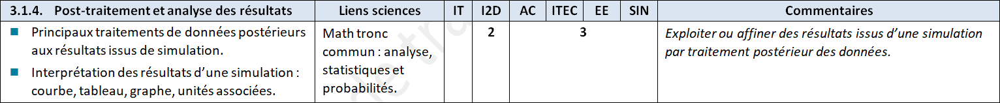 3.1.4. Post-traitement et analyse des résultats
Liens sciences
IT
I2D
AC
ITEC
EE
SIN
Commentaires
Principaux traitements de données postérieurs
aux résultats issus de simulation.
Interprétation des résultats d’une simulation :
courbe, tableau, graphe, unités associées.
Math tronc
commun : analyse,
statistiques et
probabilités.
2
3
Exploiter ou affiner des résultats issus d’une simulation
par traitement postérieur des données.
de tra